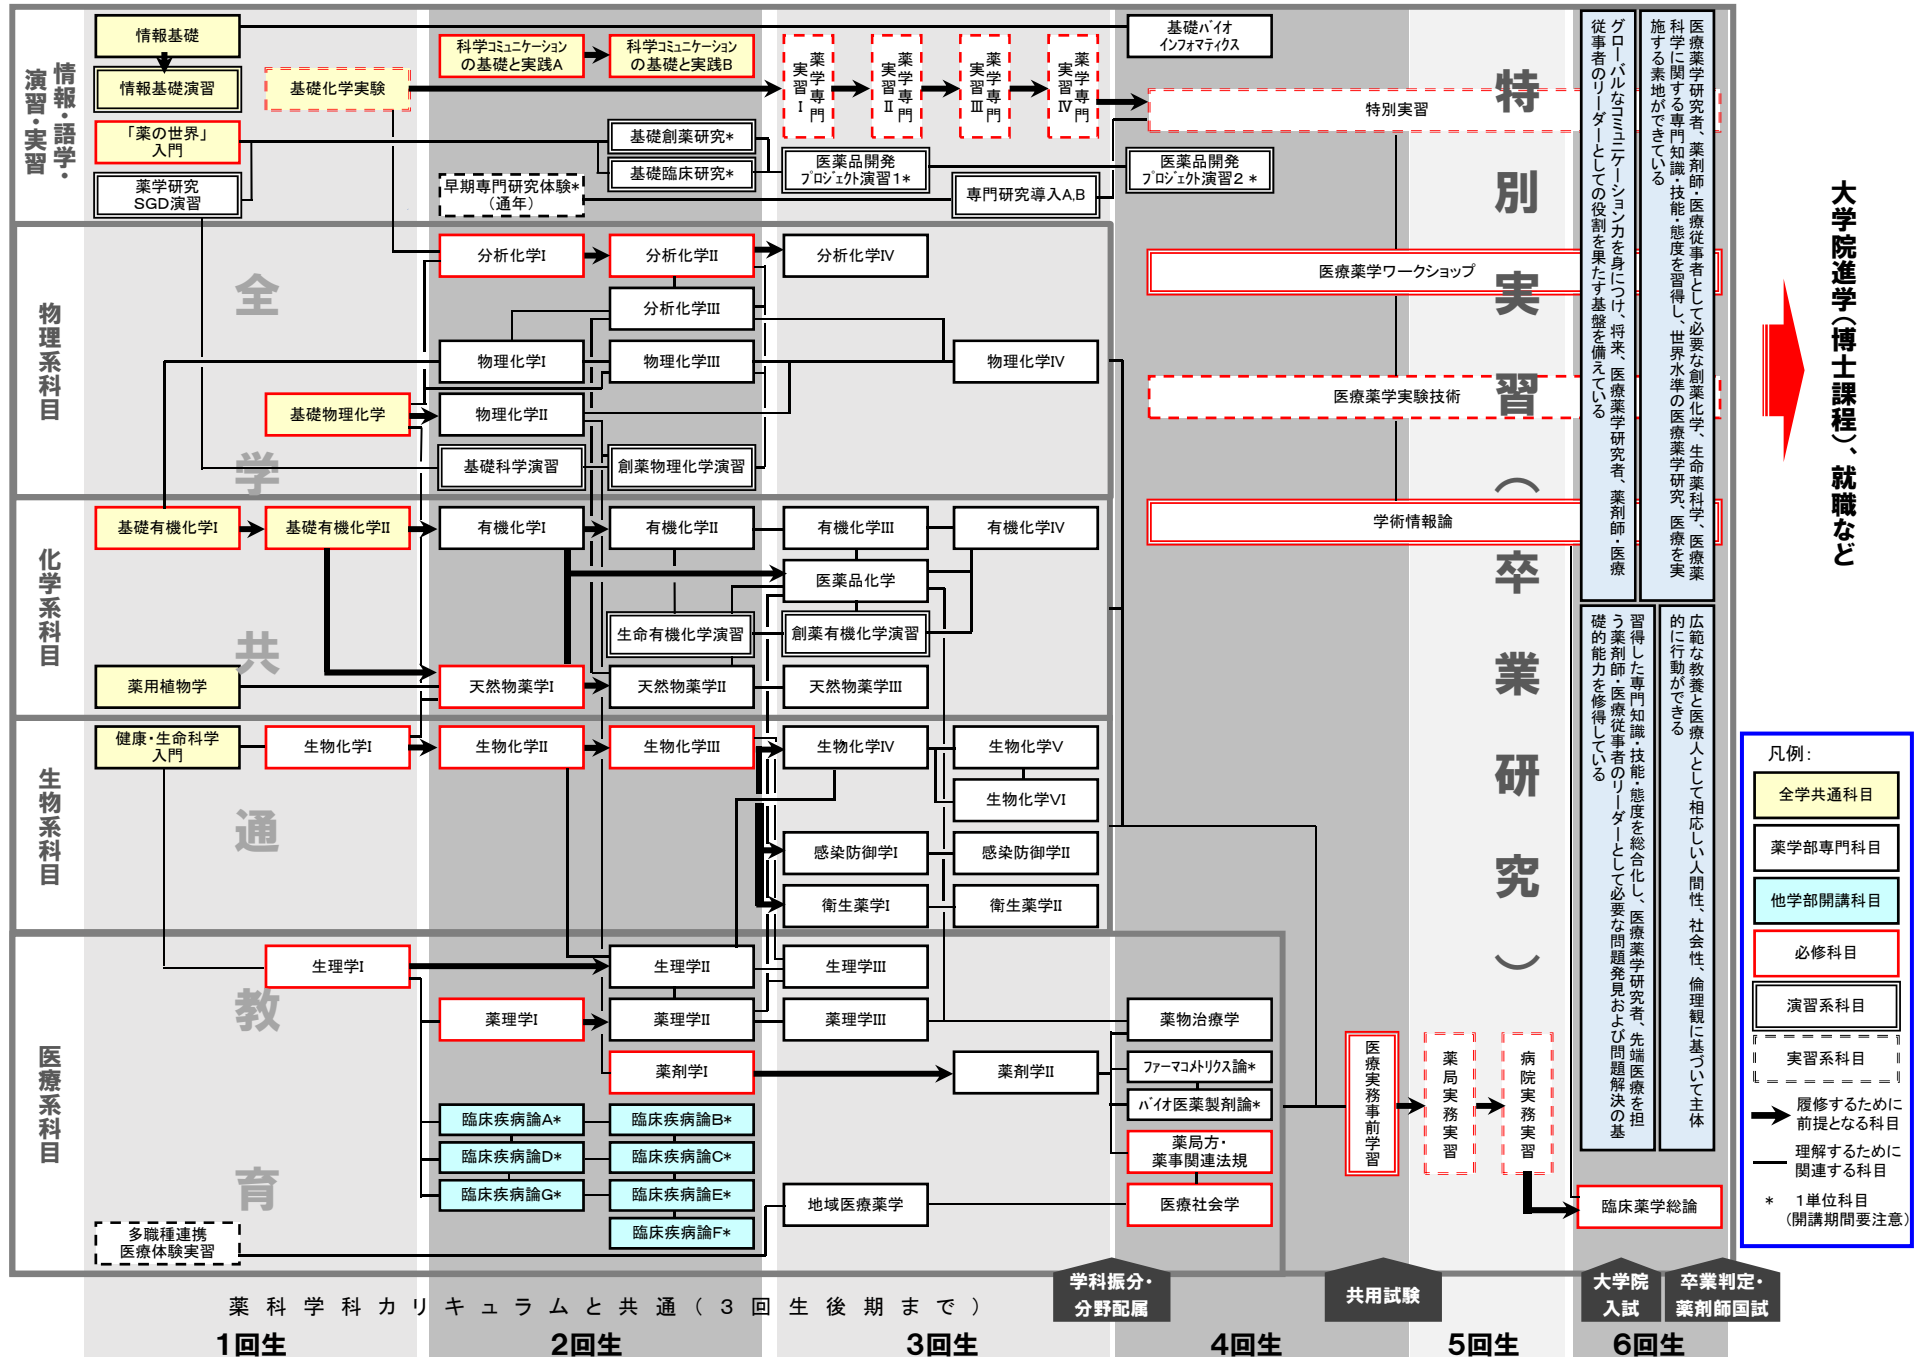 情報・語学・
演習・実習
情報基礎
情報基礎演習
「薬の世界」
入門
薬学研究
SGD演習
基礎化学実験
科学コミュニケーション
の基礎と実践A
科学コミュニケーション
の基礎と実践B
基礎創薬研究*
基礎臨床研究*
早期専門研究体験*
(通年)
薬学専門
実習Ⅰ
薬学専門
実習Ⅱ
薬学専門
実習Ⅲ
薬学専門
実習Ⅳ
医薬品開発
プロジェクト演習1*
専門研究導入A,B
基礎バイオ
インフォマティクス
特別実習
医薬品開発
プロジェクト演習2 *
物理系科目
分析化学Ⅰ
分析化学Ⅱ
分析化学Ⅳ
分析化学Ⅲ
物理化学Ⅰ
物理化学Ⅲ
物理化学Ⅳ
基礎物理化学
物理化学Ⅱ
基礎科学演習
創薬物理化学演習
医療薬学ワークショップ
医療薬学実験技術
化学系科目
基礎有機化学Ⅰ
基礎有機化学Ⅱ
有機化学Ⅰ
有機化学Ⅱ
有機化学Ⅲ
有機化学Ⅳ
医薬品化学
生命有機化学演習
創薬有機化学演習
薬用植物学
天然物薬学Ⅰ
天然物薬学Ⅱ
天然物薬学Ⅲ
学術情報論
生物系科目
健康・生命科学
入門
生物化学Ⅰ
生物化学Ⅱ
生物化学Ⅲ
生物化学Ⅳ
生物化学Ⅴ
生物化学Ⅵ
感染防御学Ⅰ
感染防御学Ⅱ
衛生薬学Ⅰ
衛生薬学Ⅱ
医療系科目
生理学Ⅰ
生理学Ⅱ
生理学Ⅲ
薬理学Ⅰ
薬理学Ⅱ
薬理学Ⅲ
薬剤学Ⅰ
薬剤学Ⅱ
薬物治療学
ファーマコメトリクス論*
バイオ医薬製剤論*
薬局方・
薬事関連法規
医療社会学
臨床疾病論A*
臨床疾病論B*
臨床疾病論D*
臨床疾病論C*
臨床疾病論G*
臨床疾病論E*
臨床疾病論F*
地域医療薬学
多職種連携
医療体験実習
医療実務事前学習
薬局実務実習
病院実務実習
臨床薬学総論
全学共通教育
特別実習(卒業研究)
医療薬学研究者、薬剤師・医療従事者として必要な創薬化学、生命薬科学、医療薬
科学に関する専門知識・技能・態度を習得し、世界水準の医療薬学研究、医療を実
施する素地ができている
グローバルなコミュニケーション力を身につけ、将来、医療薬学研究者、薬剤師・医療
従事者のリーダーとしての役割を果たす基盤を備えている
広範な教養と医療人として相応しい人間性、社会性、倫理観に基づいて主体
的に行動ができる
習得した専門知識・技能・態度を総合化し、医療薬学研究者、先端医療を担
う薬剤師・医療従事者のリーダーとして必要な問題発見および問題解決の基
礎的能力を修得している
大学院進学(博士課程)、就職など
凡例:
全学共通科目
薬学部専門科目
他学部開講科目
必修科目
演習系科目
実習系科目
履修するために
前提となる科目
理解するために
関連する科目
* 1単位科目
(開講期間要注意)
学科振分・
分野配属
共用試験
大学院
入試
卒業判定・
薬剤師国試
薬科学科カリキュラムと共通(3回生後期まで)
1回生
2回生
3回生
4回生
5回生
6回生